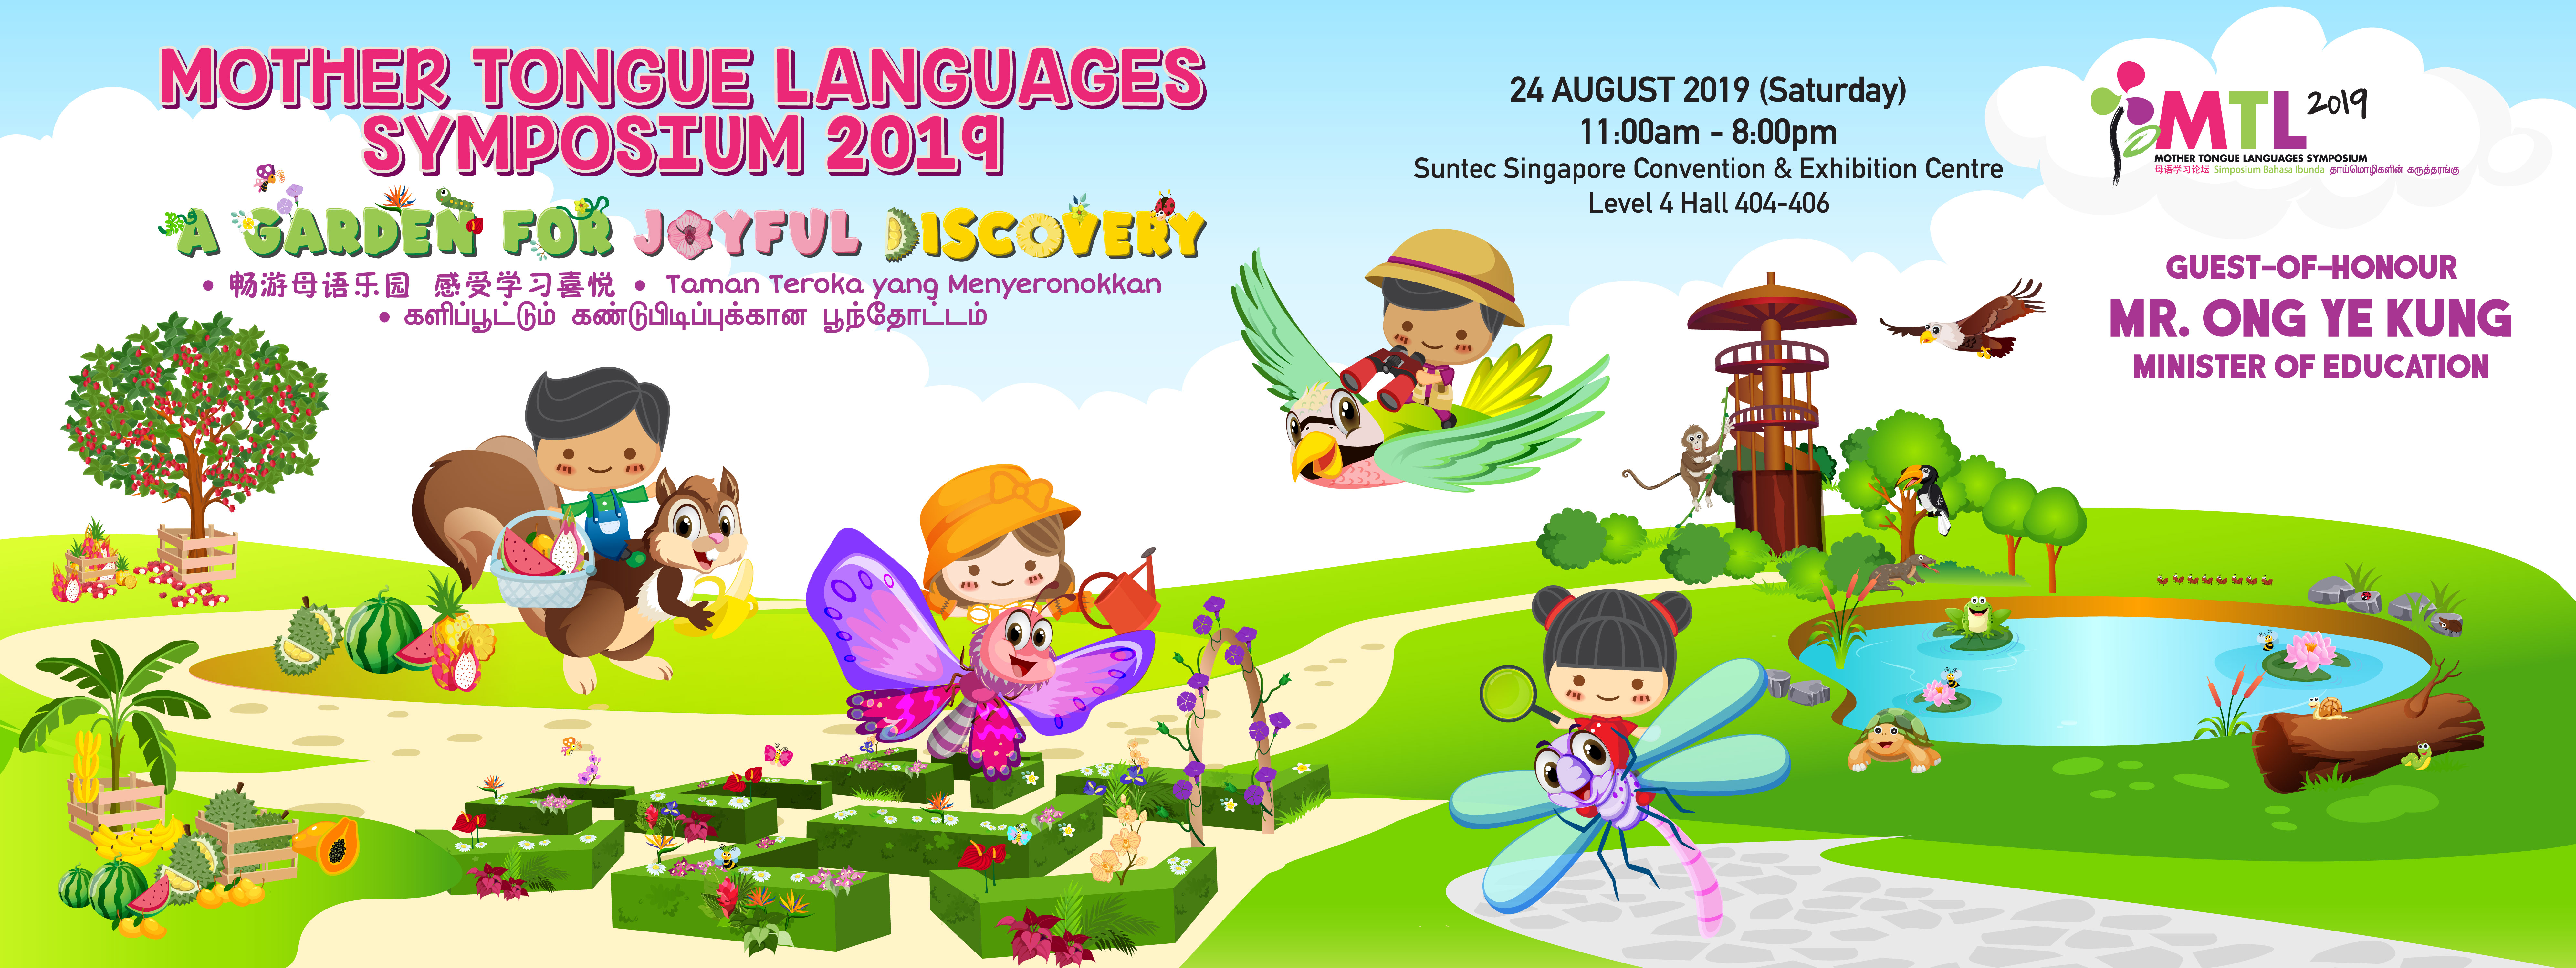 MOTHER TONGUE LANGUAGES
SYMPOSIUM 2019
A GARDEN FOR JOYFUL DISCOVERY
• 畅游母语乐园 感受学习喜悦 • Taman Teroka yang Menyeronokkan
• களிப்பூட்டும் கண்டுபிடிப்புக்கான பூந்தோட்டம்
24 AUGUST 2019 (Saturday)
11:00am - 8:00pm
Suntec Singapore Convention & Exhibition Centre
Level 4 Hall 404-406
MTL 2019
MOTHER TONGUE LANGUAGES SYMPOSIUM
母语学习论坛 Simposium Bahasa Ibunda தாய்மொழிகளின் கருத்தரங்கு
GUEST-OF-HONOUR
MR. ONG YE KUNG
MINISTER OF EDUCATION